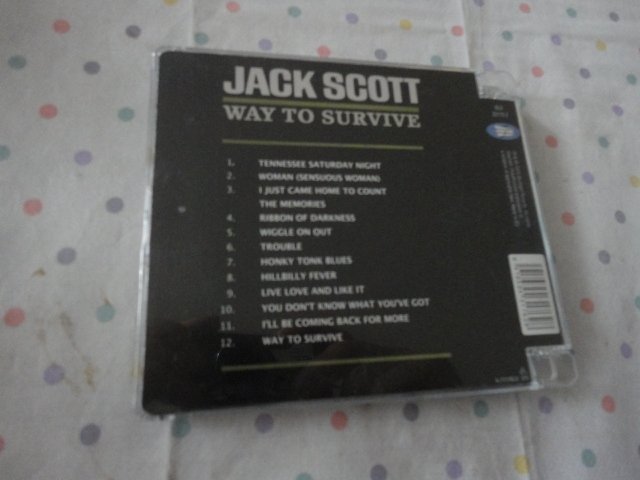 JACK SCOTT
WAY TO SURVIVE
1. TENNESSEE SATURDAY NIGHT
2. WOMAN (SENSUOUS WOMAN)
3. I JUST CAME HOME TO COUNT
THE MEMORIES
4. RIBBON OF DARKNESS
5. WIGGLE ON OUT
6. TROUBLE
7. HONKY TONK BLUES
8. HILLBILLY FEVER
9. LIVE LOVE AND LIKE IT
10. YOU DON'T KNOW WHAT YOU'VE GOT
11. I'LL BE COMING BACK FOR MORE
12. WAY TO SURVIVE